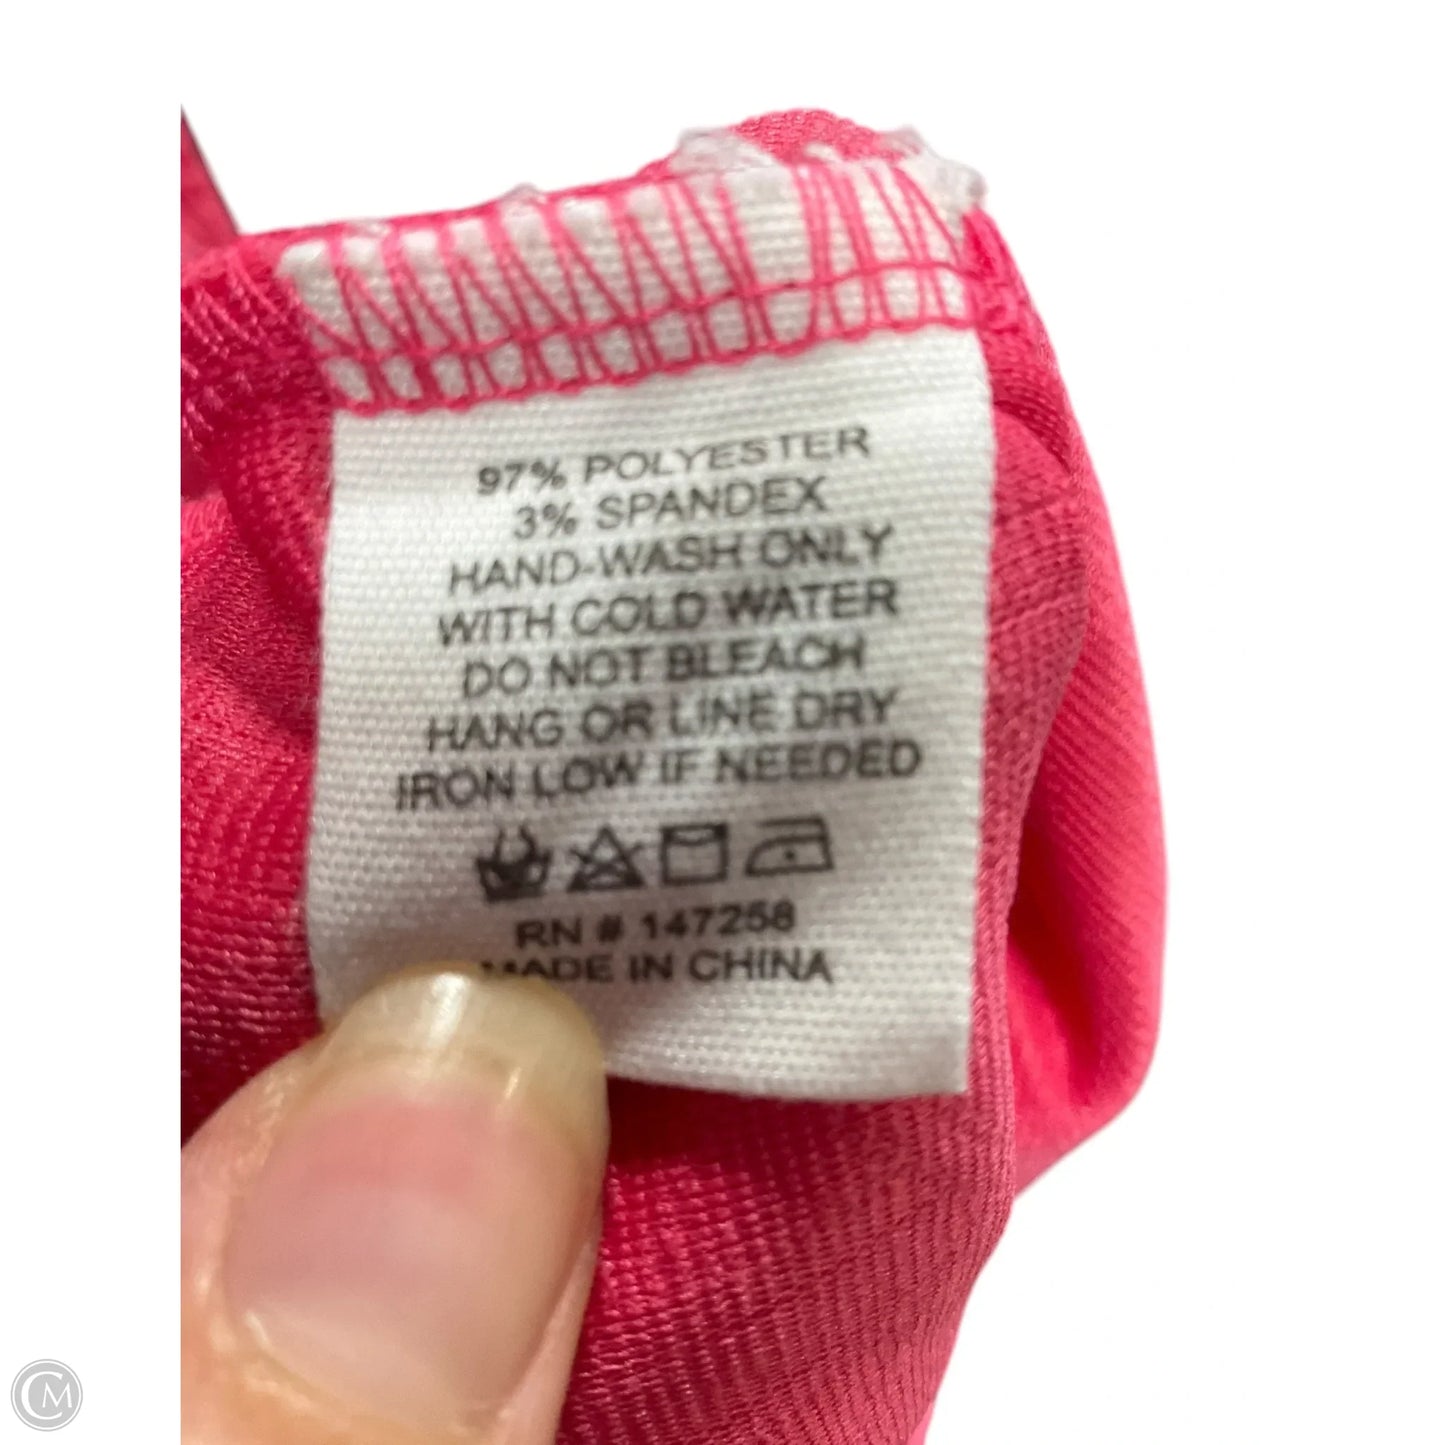 97% POLYESTER
3% SPANDEX
HAND-WASH ONLY
WITH COLD WATER
DO NOT BLEACH
HANG OR LINE DRY
IRON LOW IF NEEDED
RN # 147258
MADE IN CHINA
CM